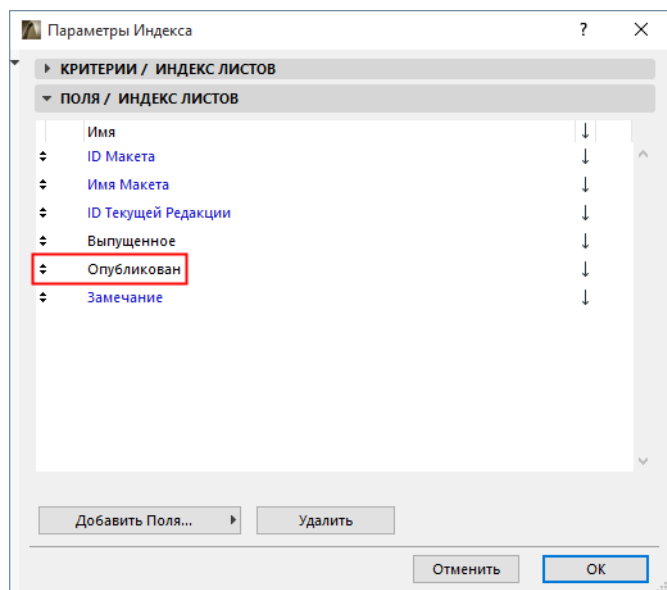 Параметры Индекса
?
КРИТЕРИИ / ИНДЕКС ЛИСТОВ
ПОЛЯ / ИНДЕКС ЛИСТОВ
Имя
ID Макета
Имя Макета
ID Текущей Редакции
Выпущенное
Опубликован
Замечание
Добавить Поля...
Удалить
Отменить
OK